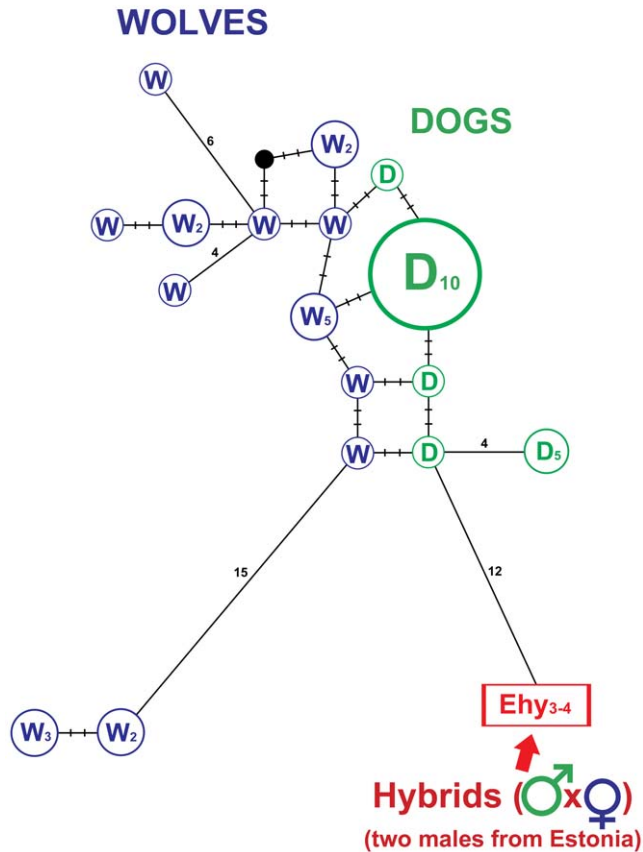 WOLVES
DOGS
W
6
W₂
D
W
W₂
W
W
4
W
D₁₀
W₅
W
D
W
D
4
D₅
15
12
W₃
W₂
Ehy₃₋₄
Hybrids (♂x♀)
(two males from Estonia)